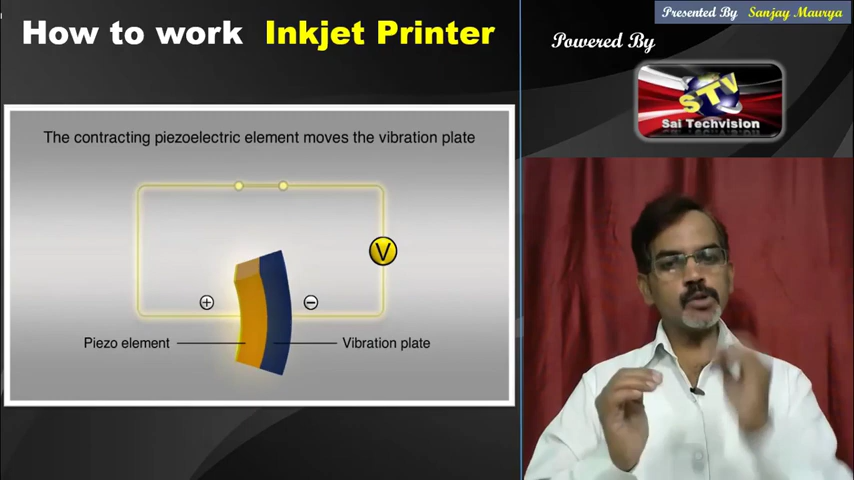 How to work Inkjet Printer
Presented By Sanjay Maurya
Powered By
STV
Sai Techvision
The contracting piezoelectric element moves the vibration plate
V
+ −
Piezo element
Vibration plate